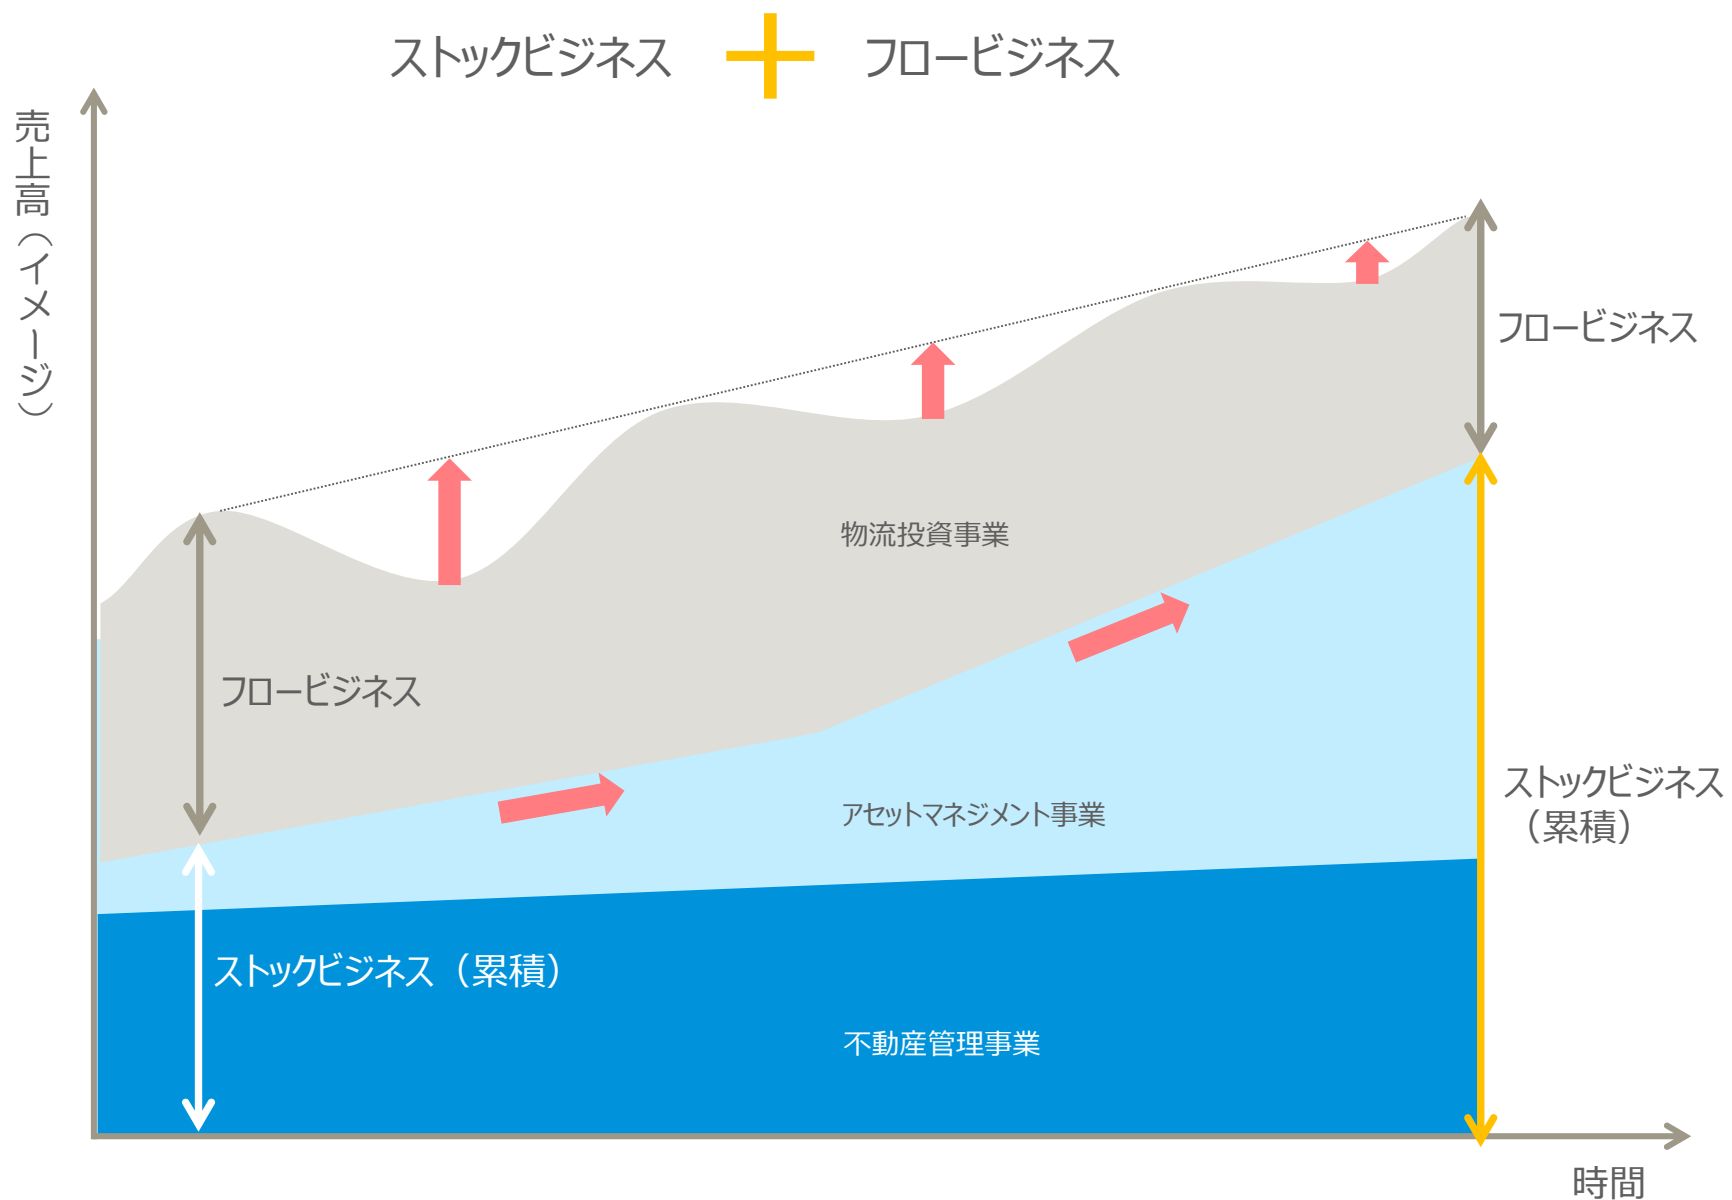 ストックビジネス
フロービジネス
売上高（イメージ）
フロービジネス
物流投資事業
フロービジネス
ストックビジネス
（累積）
アセットマネジメント事業
ストックビジネス（累積）
不動産管理事業
時間